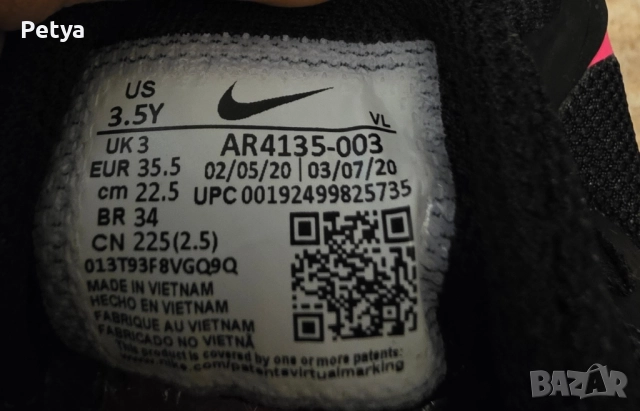 Petya
US
3.5Y
VL
UK 3
AR4135-003
EUR 35.5
02/05/20 03/07/20
cm 22.5
UPC 00192499825735
BR 34
CN 225(2.5)
013T93F8VGQ9Q
MADE IN VIETNAM
HECHO EN VIETNAM
FABRIQUE AU VIETNAM
FABRICADO NO VIETNÃ
This product is covered by one or more patents:
www.nike.com/patentsvirtualmarking
BAZAR
bg